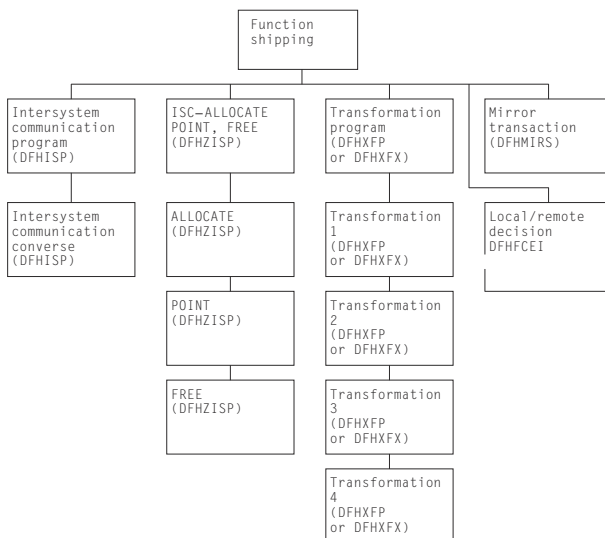 Function
shipping
Intersystem
communication
program
(DFHISP)
ISC–ALLOCATE
POINT, FREE
(DFHZISP)
Transformation
program
(DFHXFP
or DFHXFX)
Mirror
transaction
(DFHMIRS)
Intersystem
communication
converse
(DFHISP)
ALLOCATE
(DFHZISP)
Transformation
1
(DFHXFP
or DFHXFX)
Local/remote
decision
DFHFCEI
POINT
(DFHZISP)
Transformation
2
(DFHXFP
or DFHXFX)
FREE
(DFHZISP)
Transformation
3
(DFHXFP
or DFHXFX)
Transformation
4
(DFHXFP
or DFHXFX)